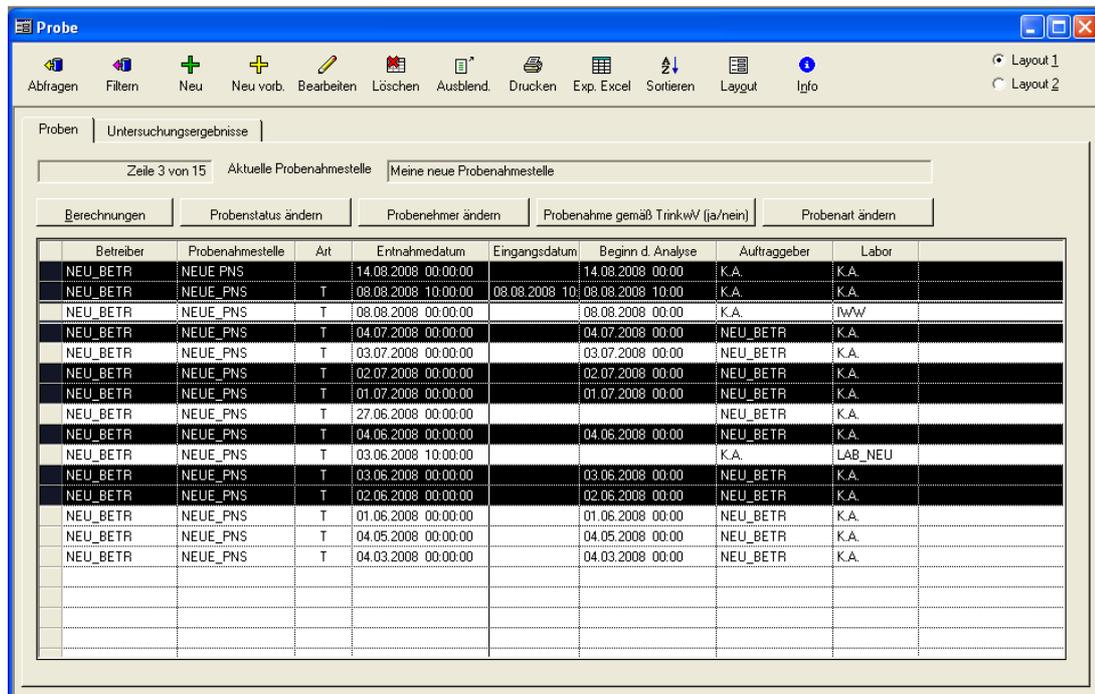 Probe
Layout 1
Abfragen Filtern Neu Neu vorb. Bearbeiten Löschen Ausblend. Drucken Exp. Excel Sortieren Layout Info
Layout 2
Proben Untersuchungsergebnisse
Zeile 3 von 15 Aktuelle Probenahmestelle Meine neue Probenahmestelle
Berechnungen Probenstatus ändern Probenehmer ändern Probenahme gemäß TrinkwV (ja/nein) Probenart ändern
Betreiber Probenahmestelle Art Entnahmedatum Eingangsdatum Beginn d. Analyse Auftraggeber Labor
NEU_BETR NEUE PNS 14.08.2008 00:00:00 14.08.2008 00:00 K.A. K.A.
NEU_BETR NEUE_PNS T 08.08.2008 10:00:00 08.08.2008 10: 08.08.2008 10:00 K.A. K.A.
NEU_BETR NEUE_PNS T 08.08.2008 00:00:00 08.08.2008 00:00 K.A. IWW
NEU_BETR NEUE_PNS T 04.07.2008 00:00:00 04.07.2008 00:00 NEU_BETR K.A.
NEU_BETR NEUE_PNS T 03.07.2008 00:00:00 03.07.2008 00:00 NEU_BETR K.A.
NEU_BETR NEUE_PNS T 02.07.2008 00:00:00 02.07.2008 00:00 NEU_BETR K.A.
NEU_BETR NEUE_PNS T 01.07.2008 00:00:00 01.07.2008 00:00 NEU_BETR K.A.
NEU_BETR NEUE_PNS T 27.06.2008 00:00:00 NEU_BETR K.A.
NEU_BETR NEUE_PNS T 04.06.2008 00:00:00 04.06.2008 00:00 NEU_BETR K.A.
NEU_BETR NEUE_PNS T 03.06.2008 10:00:00 K.A. LAB_NEU
NEU_BETR NEUE_PNS T 03.06.2008 00:00:00 03.06.2008 00:00 NEU_BETR K.A.
NEU_BETR NEUE_PNS T 02.06.2008 00:00:00 02.06.2008 00:00 NEU_BETR K.A.
NEU_BETR NEUE_PNS T 01.06.2008 00:00:00 01.06.2008 00:00 NEU_BETR K.A.
NEU_BETR NEUE_PNS T 04.05.2008 00:00:00 04.05.2008 00:00 NEU_BETR K.A.
NEU_BETR NEUE_PNS T 04.03.2008 00:00:00 04.03.2008 00:00 NEU_BETR K.A.